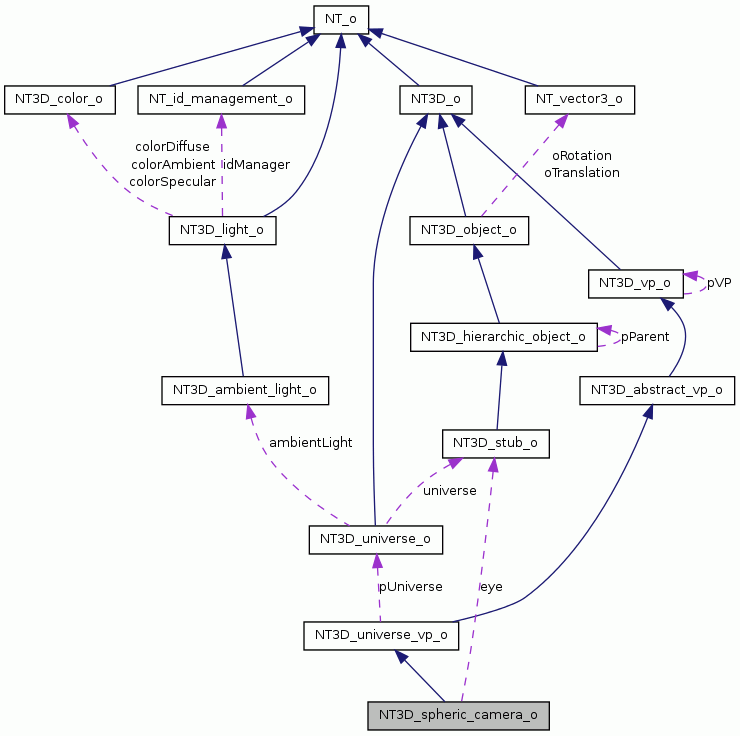 NT_o
NT3D_color_o
NT_id_management_o
NT3D_o
NT_vector3_o
colorDiffuse
colorAmbient
colorSpecular
idManager
oRotation
oTranslation
NT3D_light_o
NT3D_object_o
NT3D_vp_o
pVP
NT3D_hierarchic_object_o
pParent
NT3D_ambient_light_o
NT3D_abstract_vp_o
ambientLight
NT3D_stub_o
universe
NT3D_universe_o
pUniverse
eye
NT3D_universe_vp_o
NT3D_spheric_camera_o